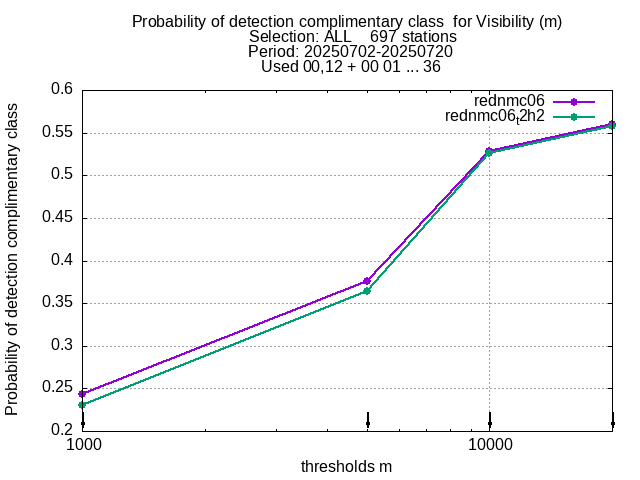 Probability of detection complimentary class  for Visibility (m)
Selection: ALL    697 stations
Period: 20250702-20250720
Used 00,12 + 00 01 ... 36
rednmc06
rednmc06,2h2
Probability of detection complimentary class
0.6
0.55
0.5
0.45
0.4
0.35
0.3
0.25
0.2
1000
10000
thresholds m